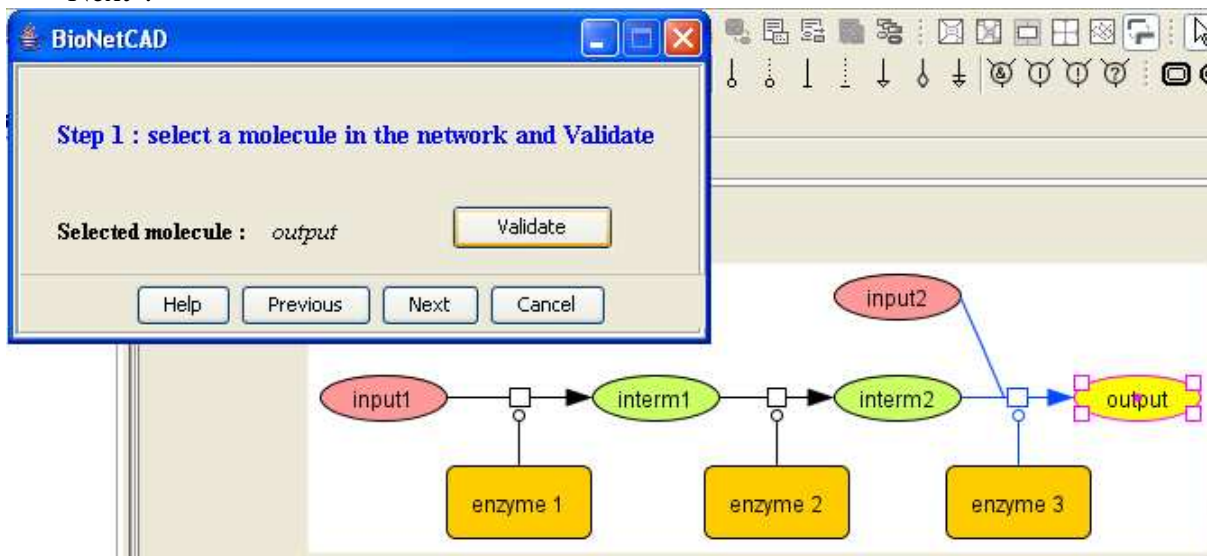 BioNetCAD
Step 1 : select a molecule in the network and Validate
Selected molecule : output
Validate
Help Previous Next Cancel
input2
input1 interm1 interm2 output
enzyme 1 enzyme 2 enzyme 3